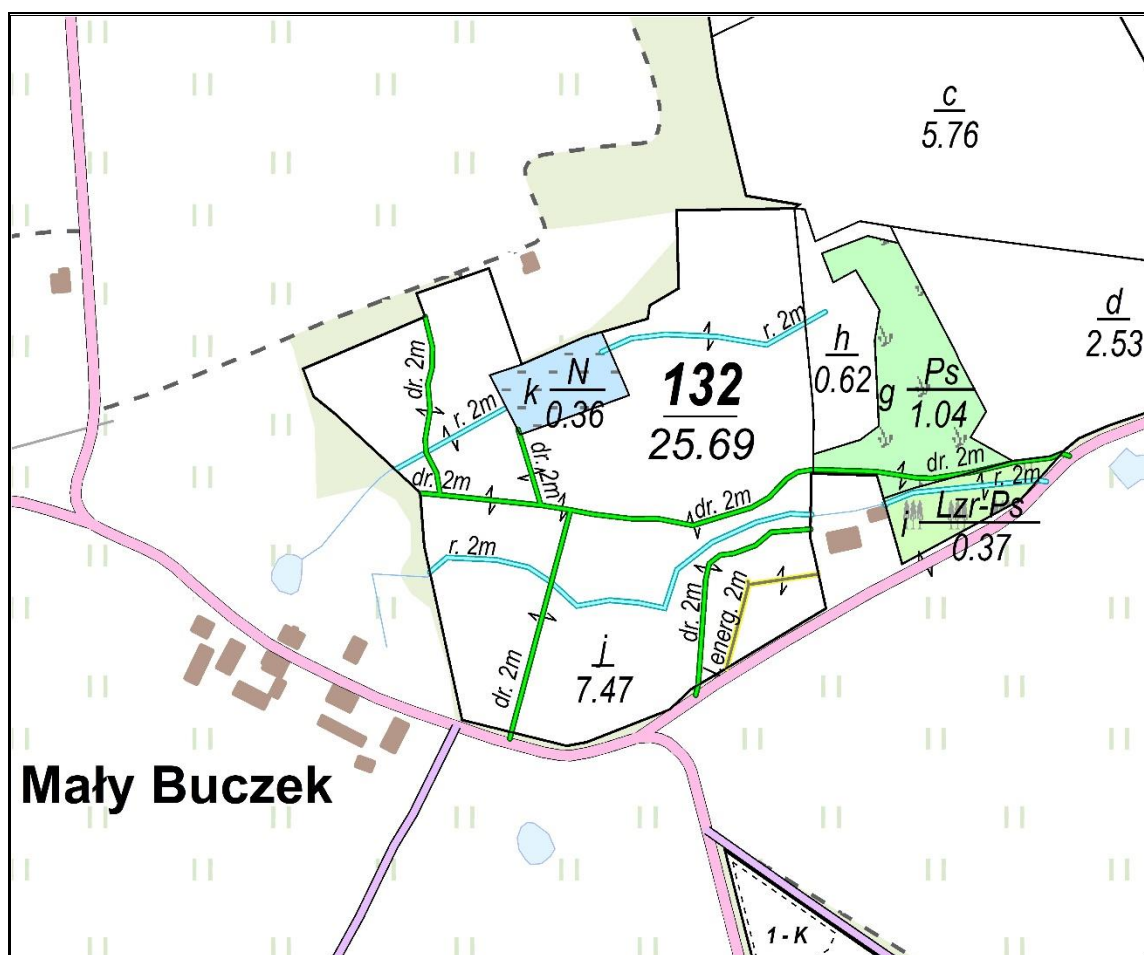 c
5.76
d
2.53
r. 2m
h
0.62
dr. 2m
k N
0.36
132
25.69
g Ps
1.04
r. 2m
dr. 2m
dr. 2m
dr. 2m
dr. 2m
r. 2m
i Lzr-Ps
0.37
r. 2m
dr. 2m
energ. 2m
j
7.47
dr. 2m
Mały Buczek
1 - K